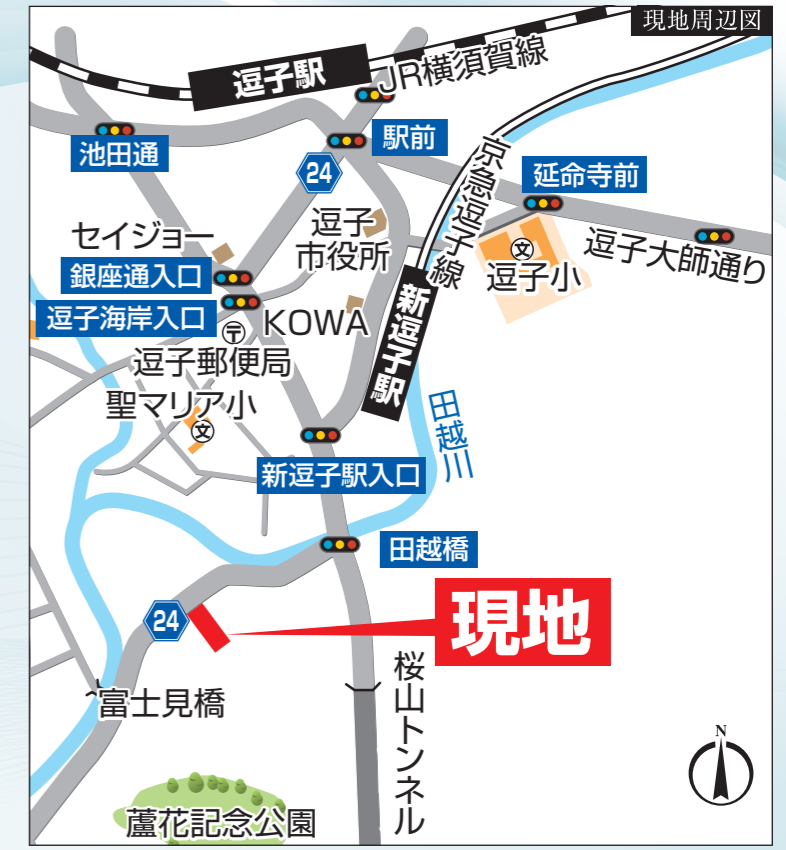 現地周辺図
逗子駅
JR横須賀線
池田通
駅前
24
京急逗子線
延命寺前
逗子
市役所
セイジョー
文
逗子小
逗子大師通り
銀座通入口
逗子海岸入口
KOWA
〒
逗子郵便局
新逗子駅
聖マリア小
文
田越川
新逗子駅入口
田越橋
24
現地
桜山トンネル
富士見橋
N
蘆花記念公園